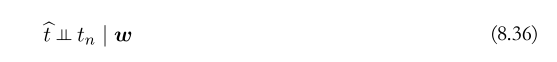 t̂ ⫫ tₙ | w (8.36)